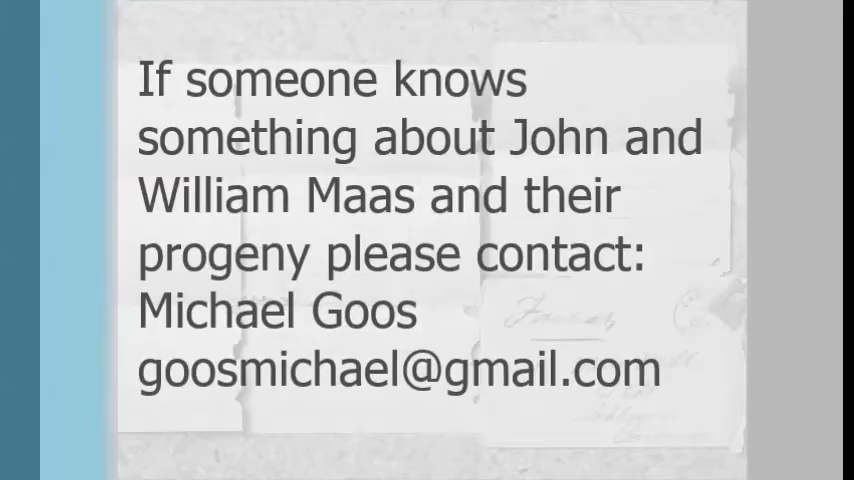 If someone knows
something about John and
William Maas and their
progeny please contact:
Michael Goos
goosmichael@gmail.com